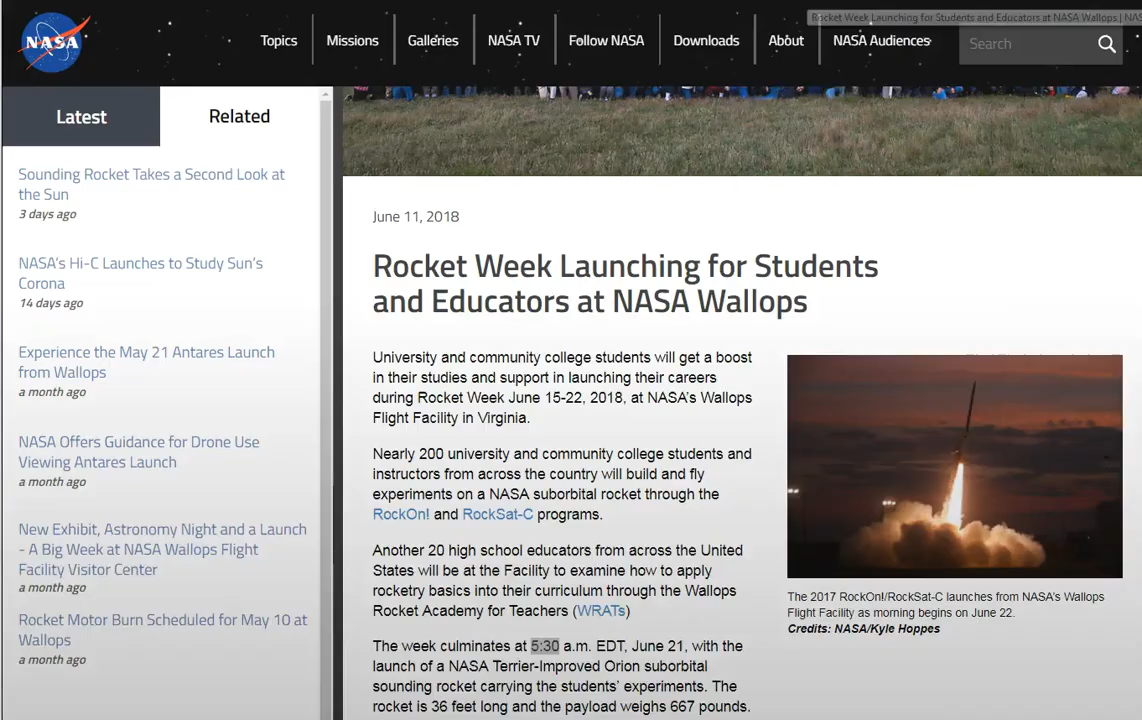 NASA
Topics
Missions
Galleries
NASA TV
Follow NASA
Downloads
About
NASA Audiences
Rocket Week Launching for Students and Educators at NASA Wallops | NAS
Search
Latest
Related
Sounding Rocket Takes a Second Look at
the Sun
3 days ago
NASA's Hi-C Launches to Study Sun's
Corona
14 days ago
Experience the May 21 Antares Launch
from Wallops
a month ago
NASA Offers Guidance for Drone Use
Viewing Antares Launch
a month ago
New Exhibit, Astronomy Night and a Launch
- A Big Week at NASA Wallops Flight
Facility Visitor Center
a month ago
Rocket Motor Burn Scheduled for May 10 at
Wallops
a month ago
June 11, 2018
Rocket Week Launching for Students
and Educators at NASA Wallops
University and community college students will get a boost
in their studies and support in launching their careers
during Rocket Week June 15-22, 2018, at NASA's Wallops
Flight Facility in Virginia.
Nearly 200 university and community college students and
instructors from across the country will build and fly
experiments on a NASA suborbital rocket through the
RockOn! and RockSat-C programs.
Another 20 high school educators from across the United
States will be at the Facility to examine how to apply
rocketry basics into their curriculum through the Wallops
Rocket Academy for Teachers (WRATs)
The week culminates at 5:30 a.m. EDT, June 21, with the
launch of a NASA Terrier-Improved Orion suborbital
sounding rocket carrying the students' experiments. The
rocket is 36 feet long and the payload weighs 667 pounds.
The 2017 RockOn!/RockSat-C launches from NASA's Wallops
Flight Facility as morning begins on June 22.
Credits: NASA/Kyle Hoppes